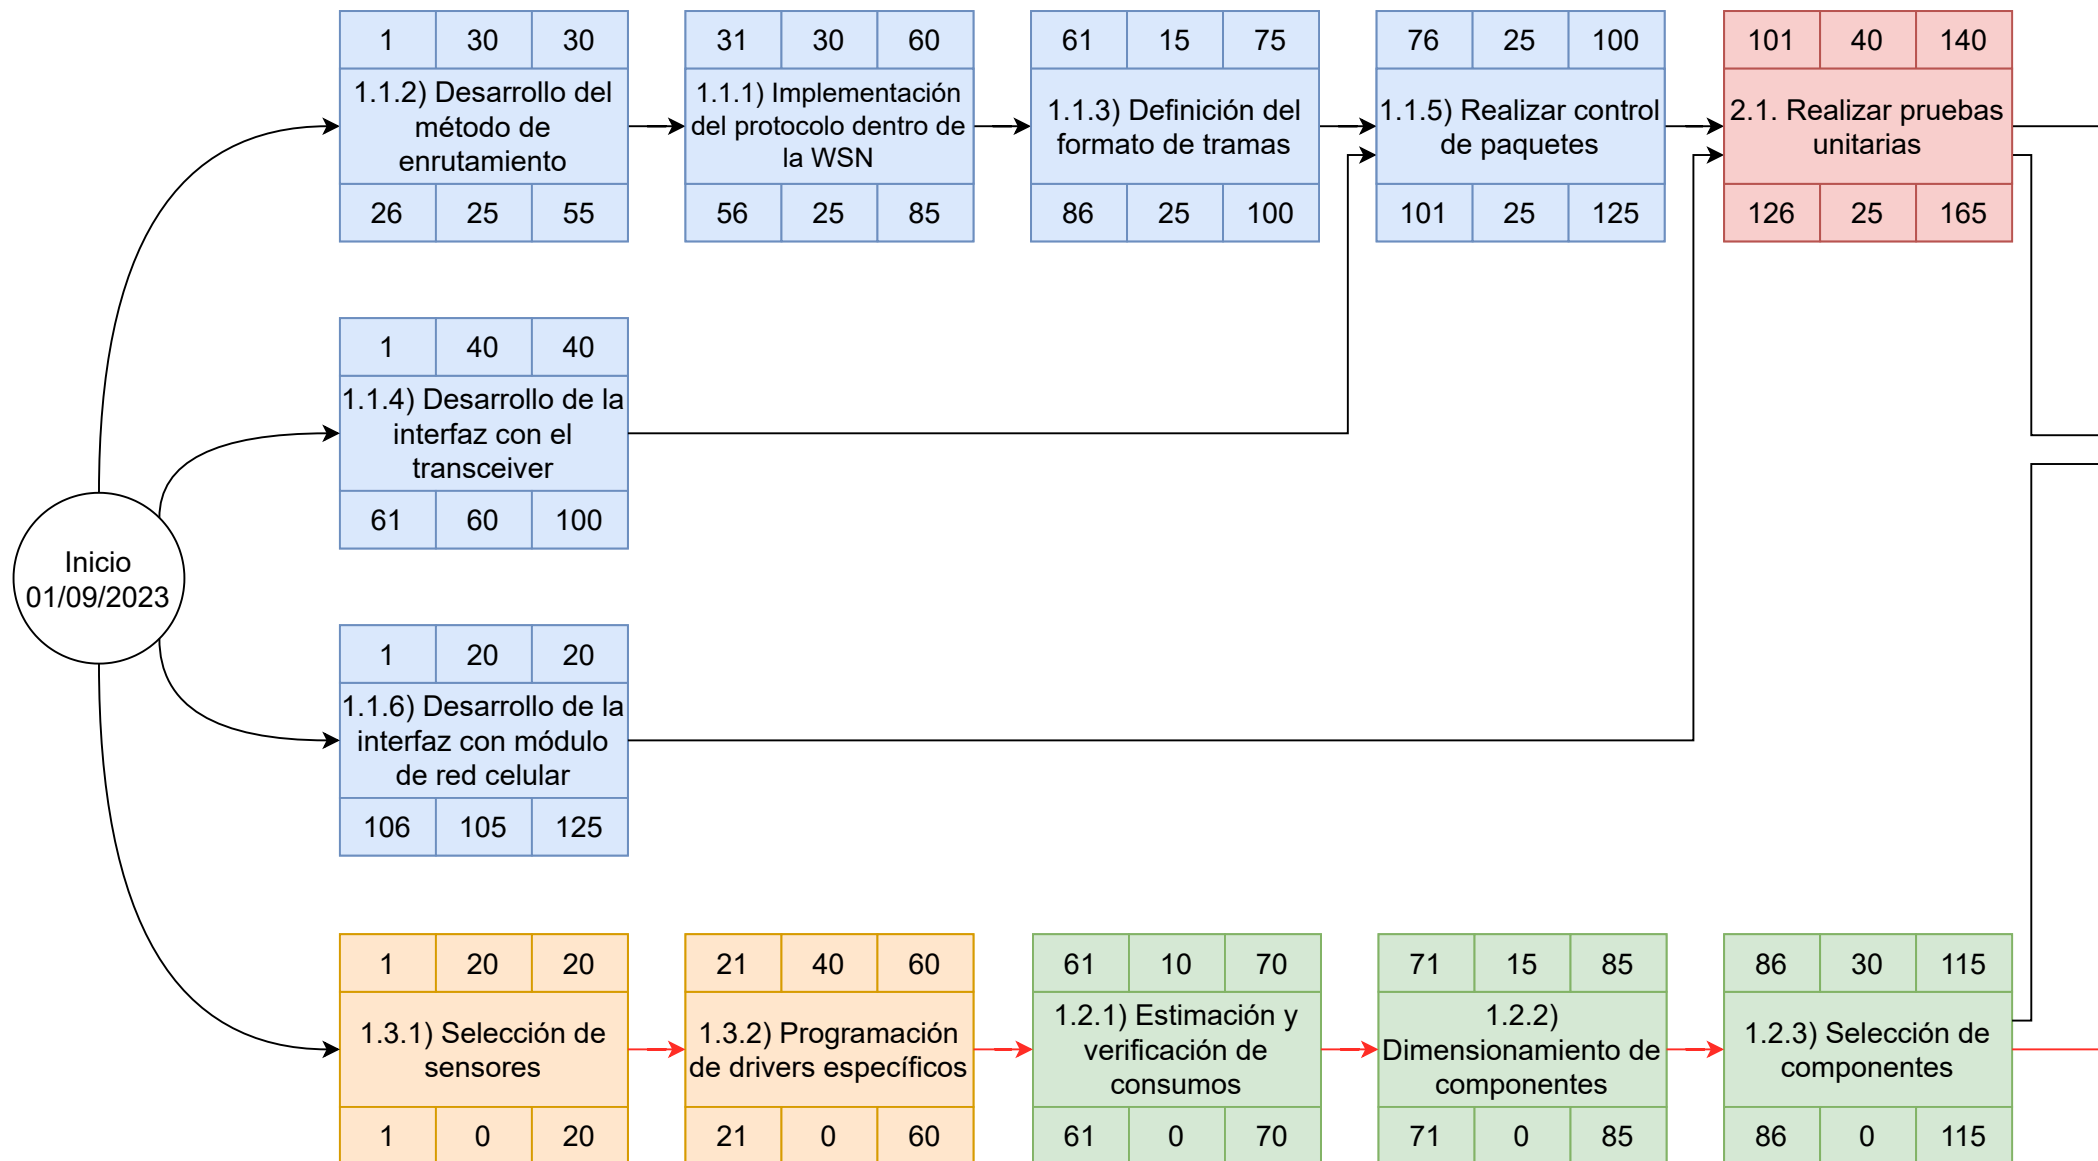 1 30 30
1.1.2) Desarrollo del
método de
enrutamiento
26 25 55
31 30 60
1.1.1) Implementación
del protocolo dentro de
la WSN
56 25 85
61 15 75
1.1.3) Definición del
formato de tramas
86 25 100
76 25 100
1.1.5) Realizar control
de paquetes
101 25 125
101 40 140
2.1. Realizar pruebas
unitarias
126 25 165
1 40 40
1.1.4) Desarrollo de la
interfaz con el
transceiver
61 60 100
Inicio
01/09/2023
1 20 20
1.1.6) Desarrollo de la
interfaz con módulo
de red celular
106 105 125
1 20 20
1.3.1) Selección de
sensores
1 0 20
21 40 60
1.3.2) Programación
de drivers específicos
21 0 60
61 10 70
1.2.1) Estimación y
verificación de
consumos
61 0 70
71 15 85
1.2.2)
Dimensionamiento de
componentes
71 0 85
86 30 115
1.2.3) Selección de
componentes
86 0 115